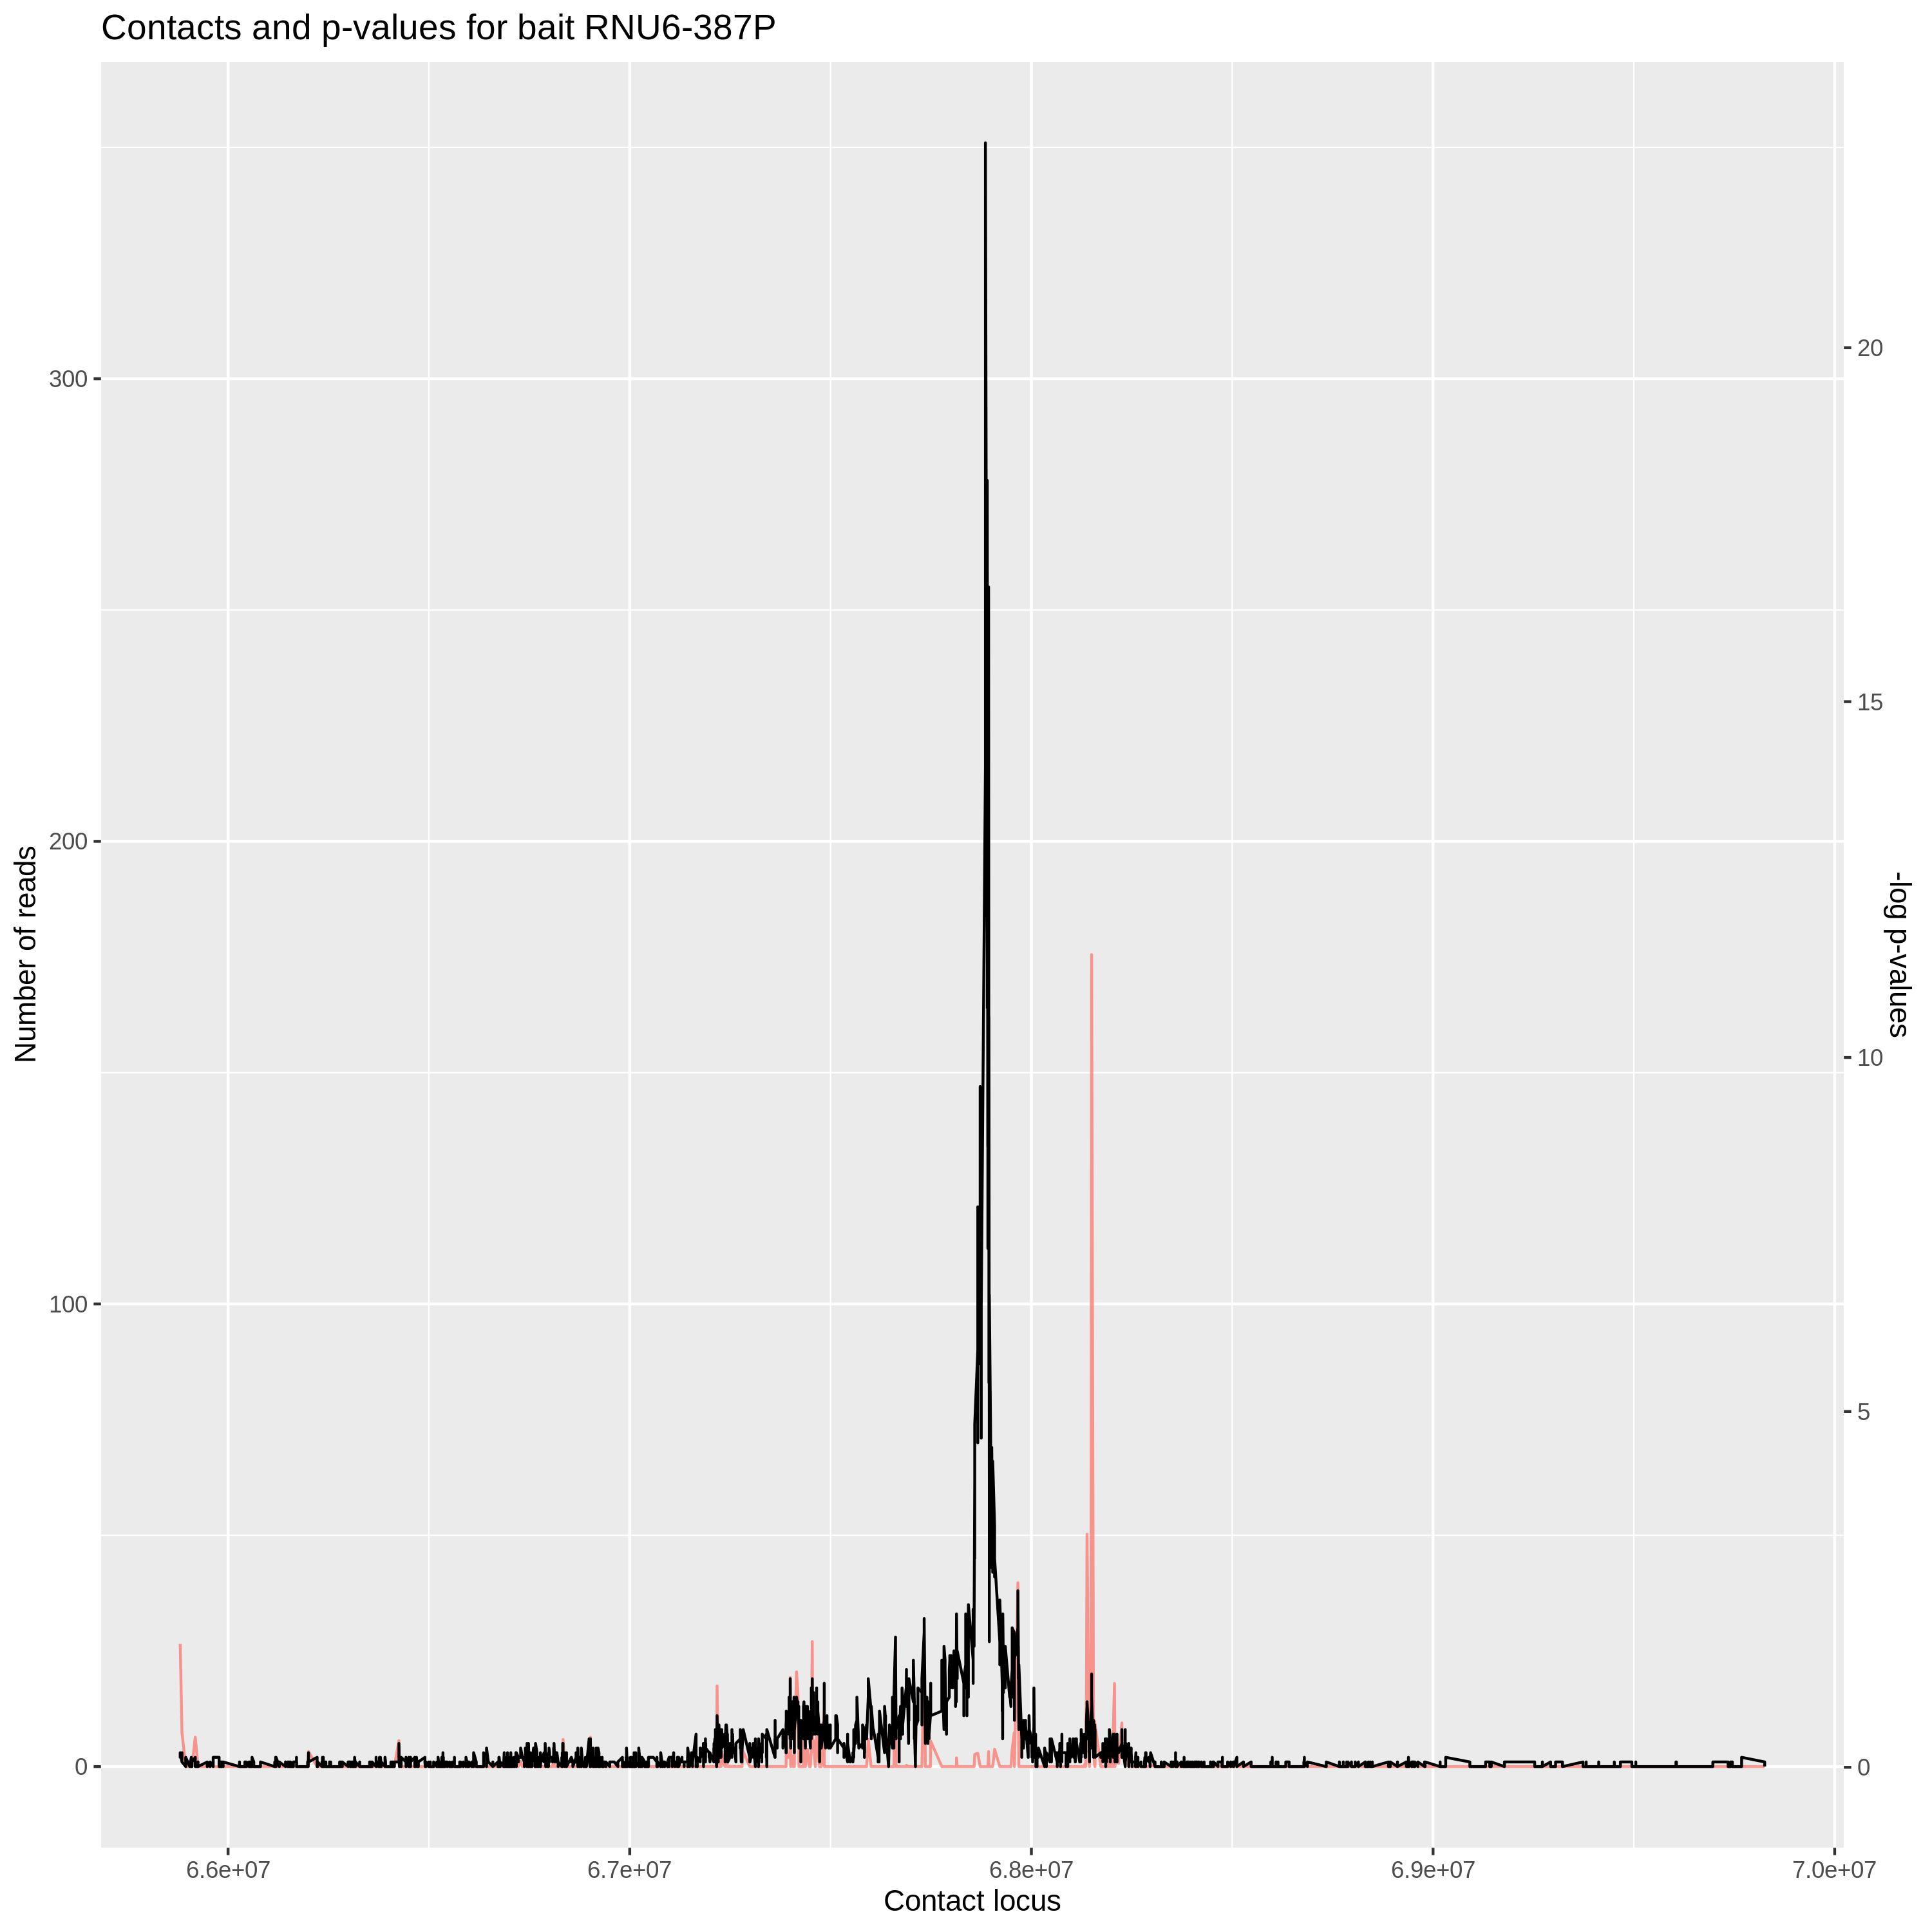 Contacts and p-values for bait RNU6-387P
300
200
100
0
20
15
10
5
0
Number of reads
-log p-values
6.6e+07
6.7e+07
6.8e+07
6.9e+07
7.0e+07
Contact locus